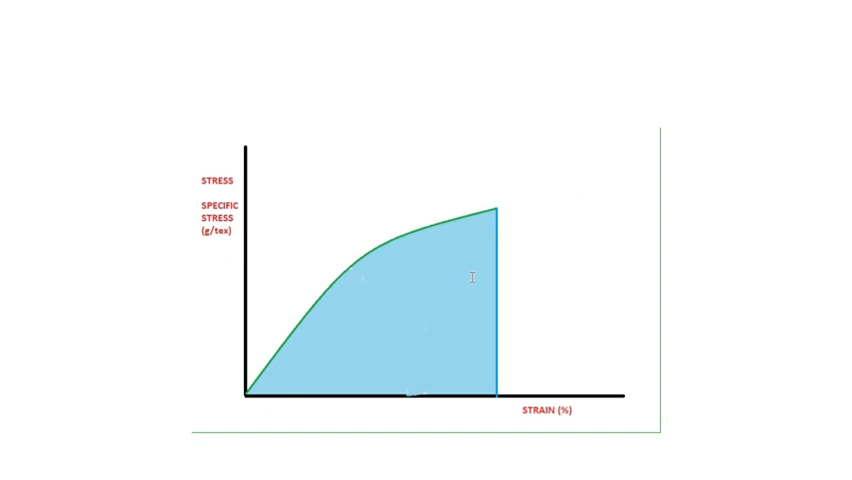 STRESS
SPECIFIC
STRESS
(g/tex)
STRAIN (%)